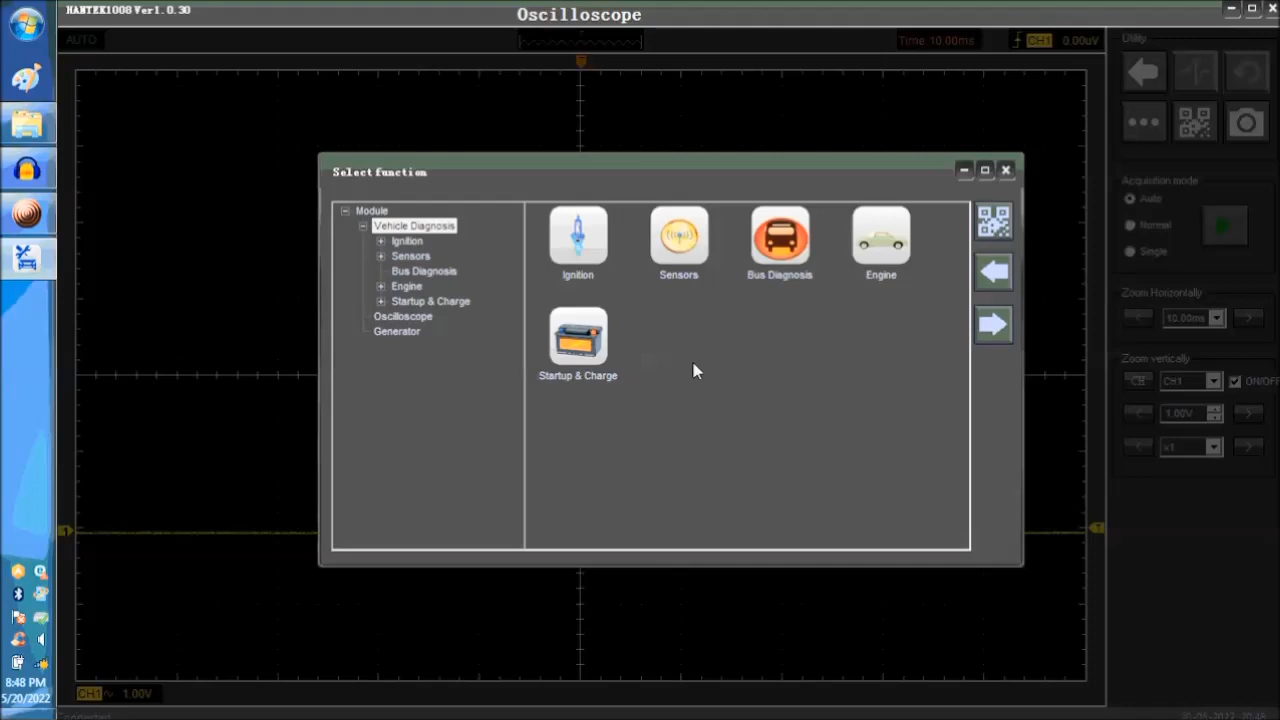 HANTEK1008 Ver1.0.30
Oscilloscope
AUTO
Time 10.00ms
CH1 0.00uV
Utility
Select function
Module
Vehicle Diagnosis
Ignition
Sensors
Bus Diagnosis
Engine
Startup & Charge
Oscilloscope
Generator
Ignition
Sensors
Bus Diagnosis
Engine
Startup & Charge
Acquisition mode
Auto
Normal
Single
Zoom Horizontally
< 10.00ms >
Zoom vertically
CH CH1 ON/OFF
< 1.00V >
< x1 >
1
T
CH1 1.00V
Connected
8:48 PM
5/20/2022